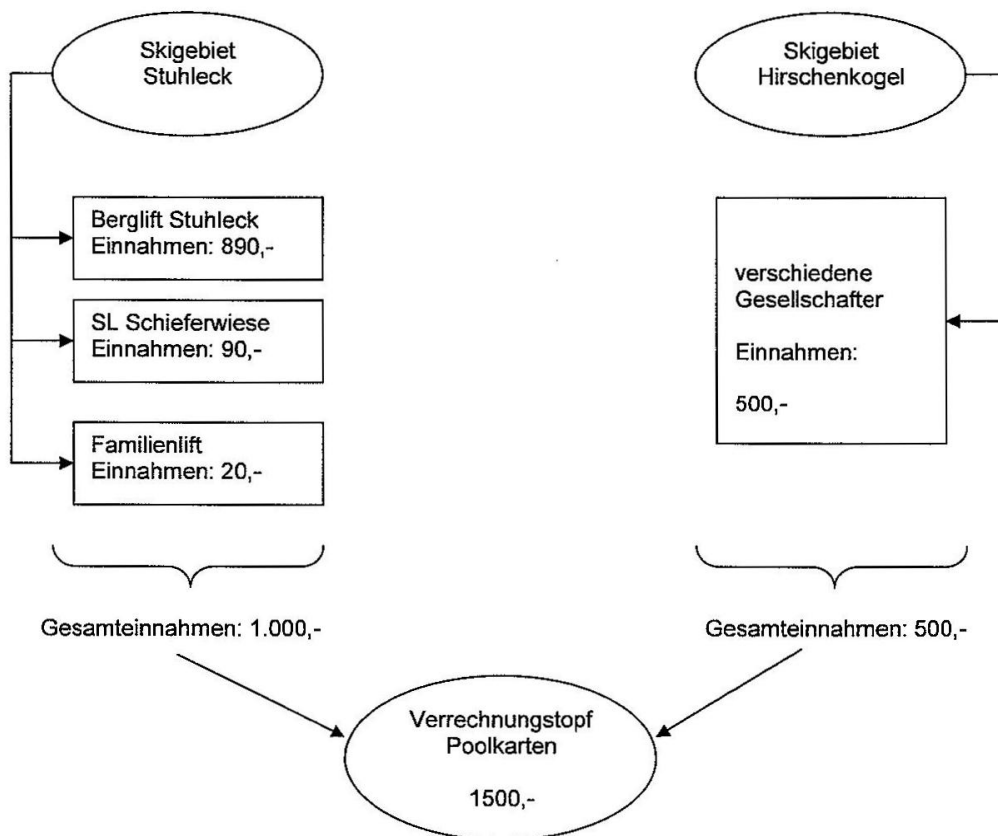 Skigebiet
Stuhleck
Skigebiet
Hirschenkogel
Berglift Stuhleck
Einnahmen: 890,-
SL Schieferwiese
Einnahmen: 90,-
Familienlift
Einnahmen: 20,-
verschiedene
Gesellschafter
Einnahmen:
500,-
Gesamteinnahmen: 1.000,-
Gesamteinnahmen: 500,-
Verrechnungstopf
Poolkarten
1500,-